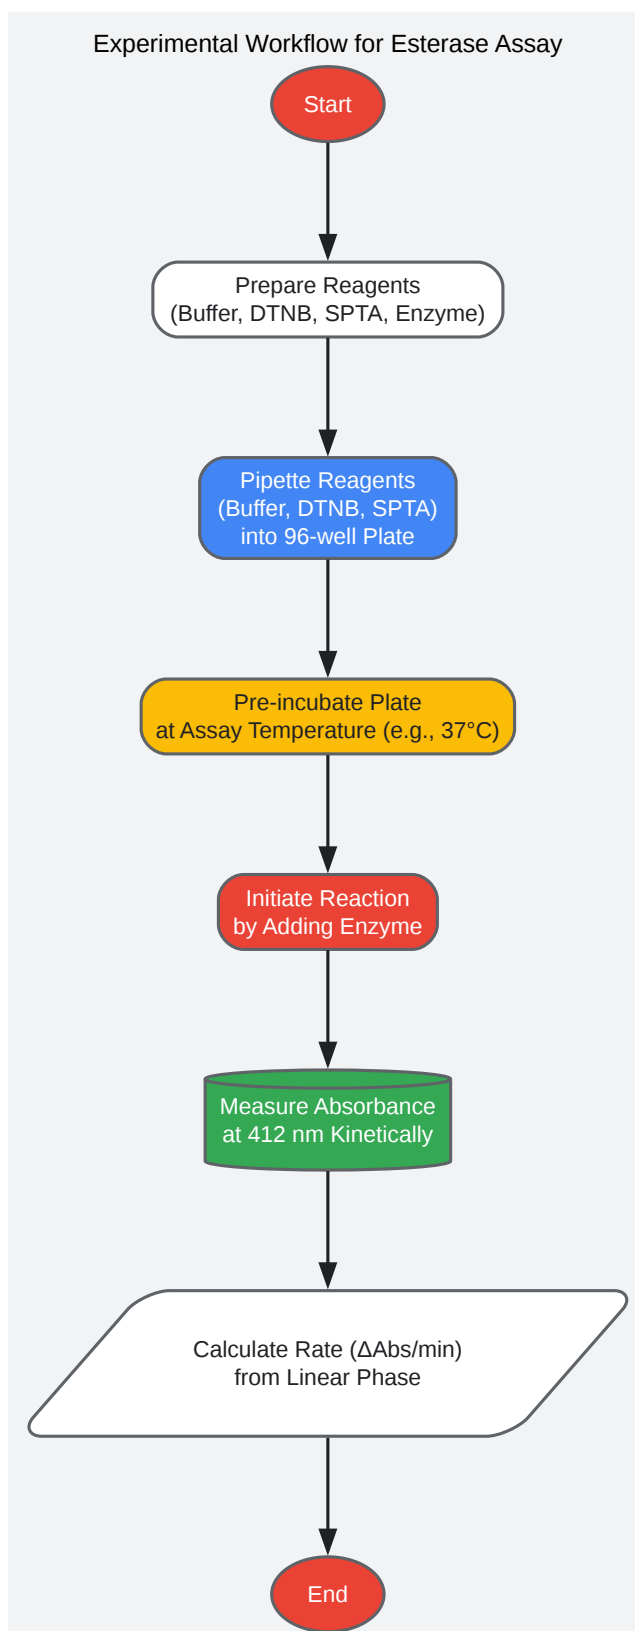 Experimental Workflow for Esterase Assay
Start
Prepare Reagents
(Buffer, DTNB, SPTA, Enzyme)
Pipette Reagents
(Buffer, DTNB, SPTA)
into 96-well Plate
Pre-incubate Plate
at Assay Temperature (e.g., 37°C)
Initiate Reaction
by Adding Enzyme
Measure Absorbance
at 412 nm Kinetically
Calculate Rate (ΔAbs/min)
from Linear Phase
End